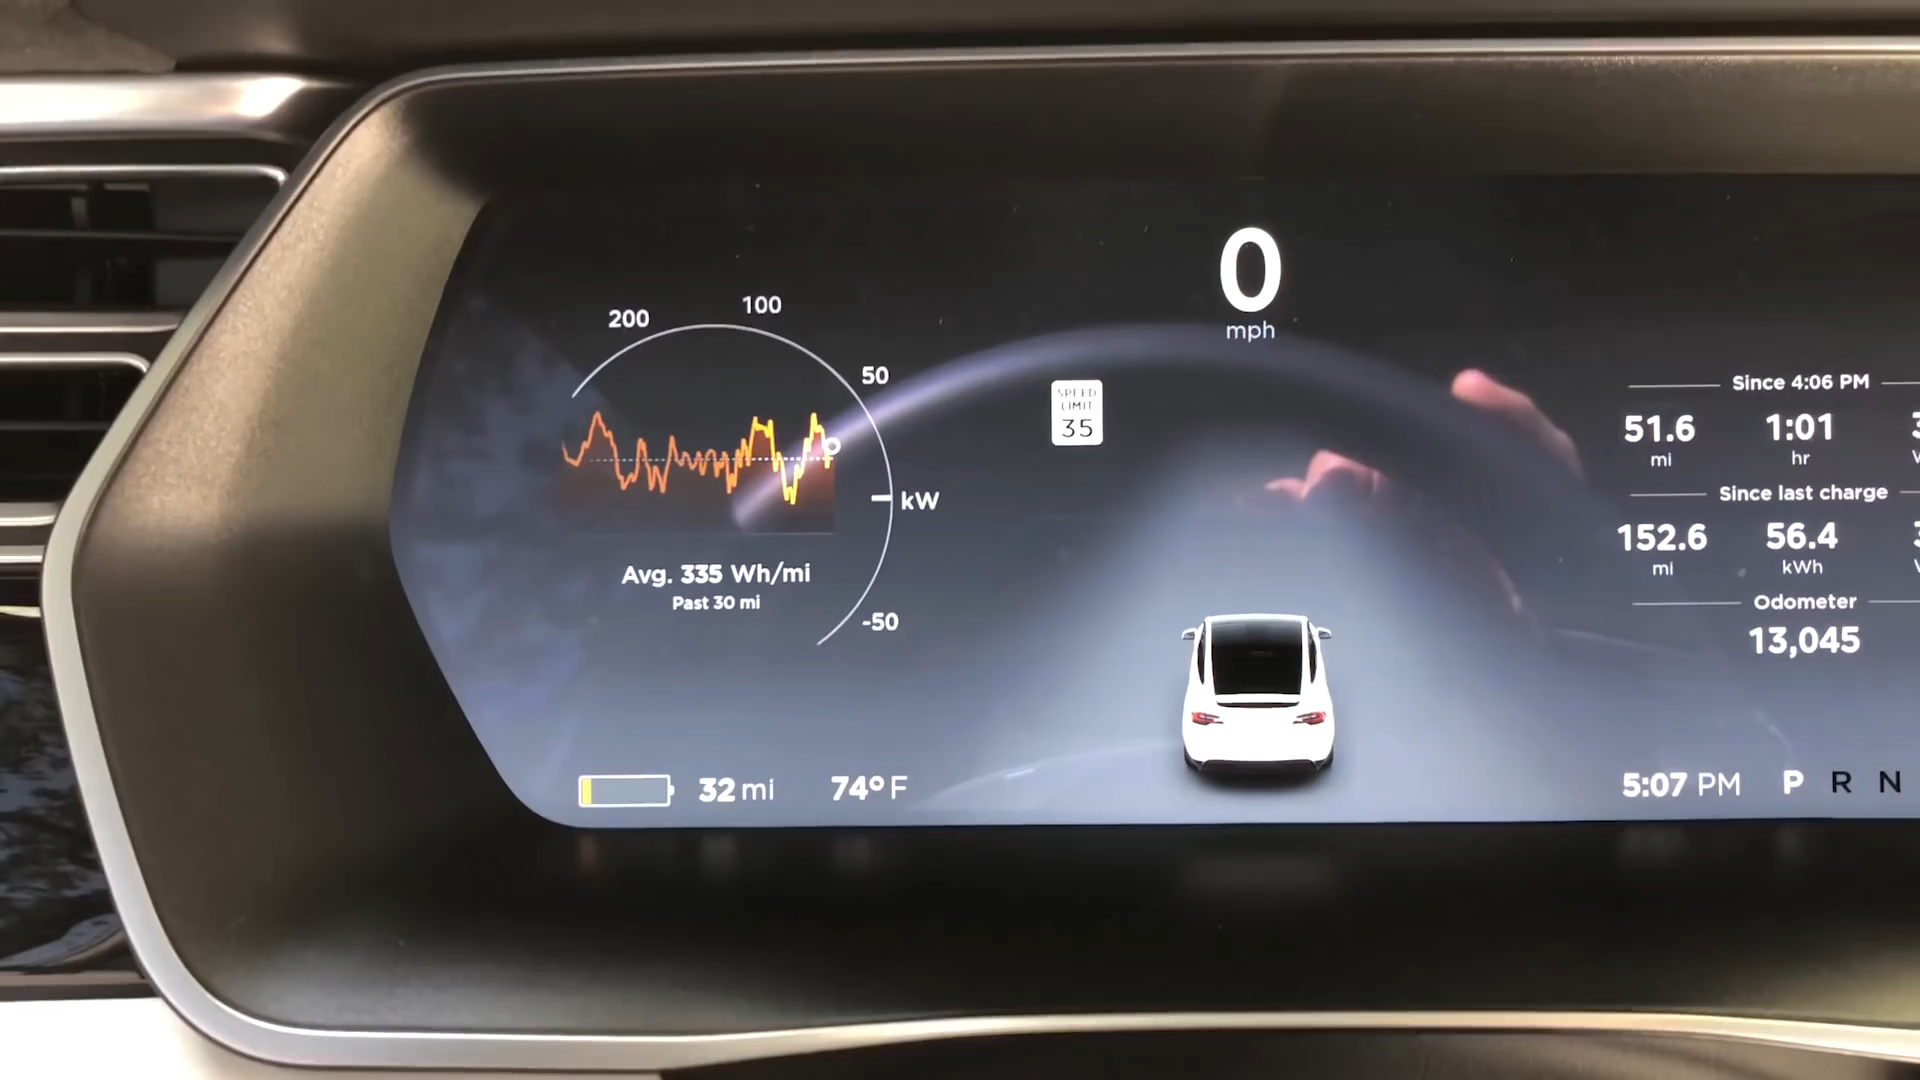 200
100
50
kW
-50
Avg. 335 Wh/mi
Past 30 mi
32 mi
74° F
0
mph
SPEED
LIMIT
35
Since 4:06 PM
51.6 1:01
mi hr
Since last charge
152.6 56.4
mi kWh
Odometer
13,045
5:07 PM P R N